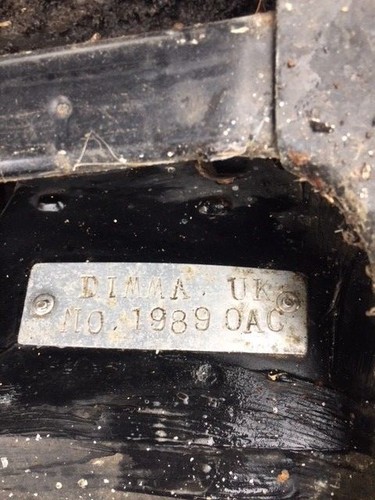 DIMMA. UK
NO. 1989 OAC